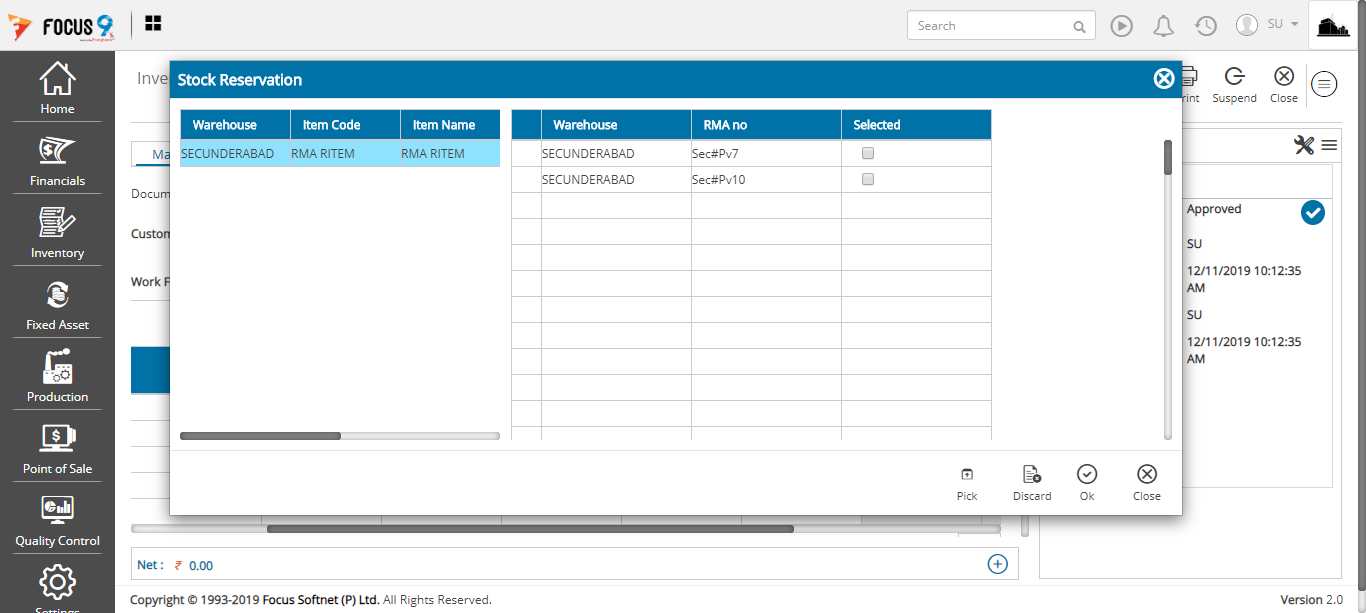 FOCUS 9
Search
SU
Home
Financials
Inventory
Fixed Asset
Production
Point of Sale
Quality Control
Settings
Inve
rint
Suspend
Close
Ma
Docum
Custom
Work F
Stock Reservation
Warehouse Item Code Item Name
SECUNDERABAD RMA RITEM RMA RITEM
Warehouse RMA no Selected
SECUNDERABAD Sec#Pv7
SECUNDERABAD Sec#Pv10
Pick
Discard
Ok
Close
Approved
SU
12/11/2019 10:12:35
AM
SU
12/11/2019 10:12:35
AM
Net : ₹ 0.00
Copyright © 1993-2019 Focus Softnet (P) Ltd. All Rights Reserved.
Version 2.0